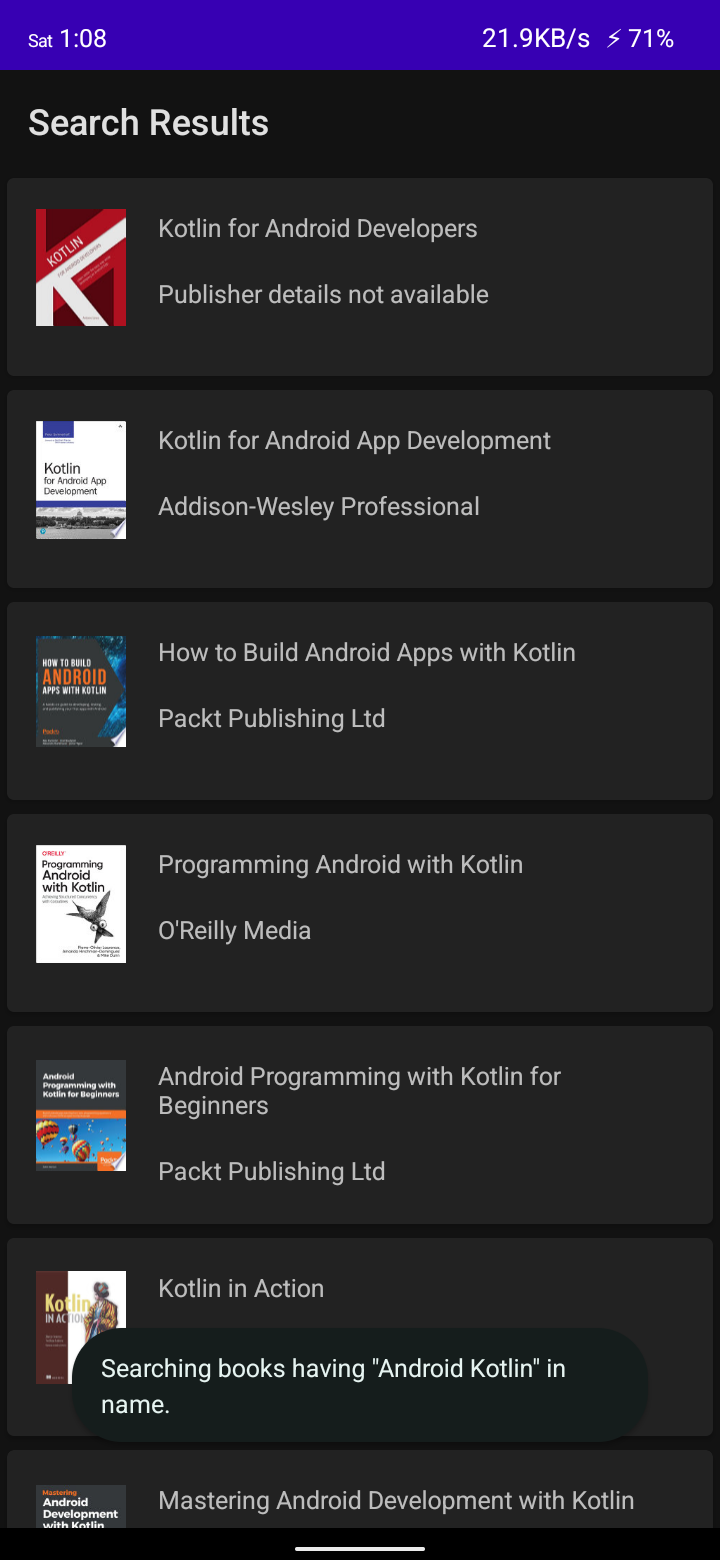 Sat 1:08
21.9KB/s ⚡ 71%
Search Results
KOTLIN
FOR ANDROID DEVELOPERS
Kotlin for Android Developers
Publisher details not available
Kotlin
for Android App
Development
Kotlin for Android App Development
Addison-Wesley Professional
HOW TO BUILD
ANDROID
APPS WITH KOTLIN
Packt
How to Build Android Apps with Kotlin
Packt Publishing Ltd
O'REILLY
Programming
Android
with Kotlin
Programming Android with Kotlin
O'Reilly Media
Android
Programming with
Kotlin for Beginners
Packt
Android Programming with Kotlin for
Beginners
Packt Publishing Ltd
Kotlin
IN ACTION
Kotlin in Action
Searching books having "Android Kotlin" in
name.
Mastering
Android
Development
with Kotlin
Mastering Android Development with Kotlin